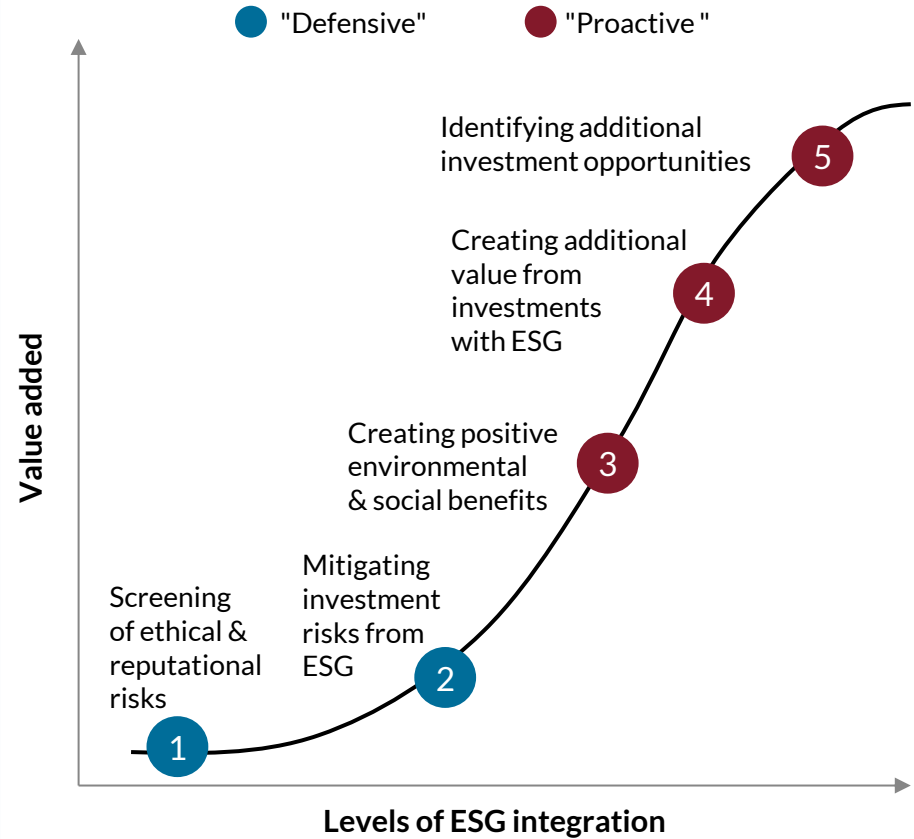 "Defensive"
"Proactive "
Identifying additional
investment opportunities
5
Creating additional
value from
investments
with ESG
4
Creating positive
environmental
& social benefits
3
Mitigating
investment
risks from
ESG
2
Screening
of ethical &
reputational
risks
1
Value added
Levels of ESG integration